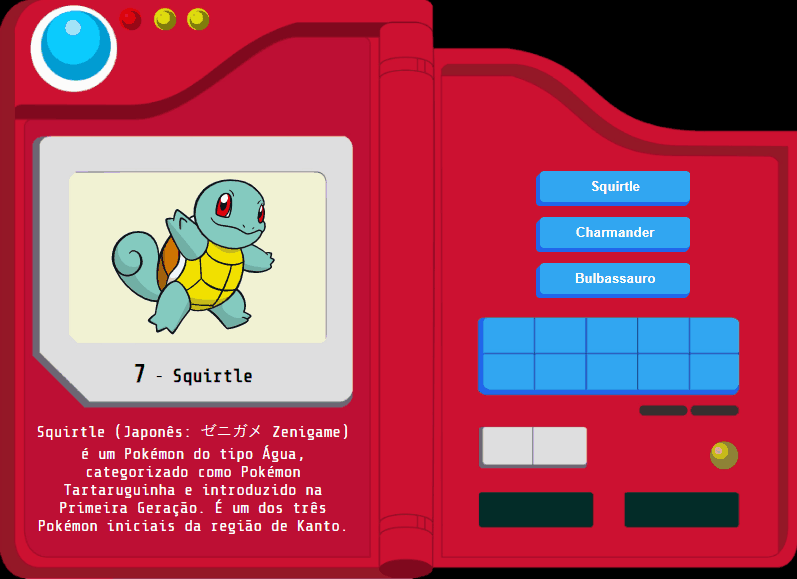 7 - Squirtle
Squirtle (Japonês: ゼニガメ Zenigame)
é um Pokémon do tipo Água,
categorizado como Pokémon
Tartaruguinha e introduzido na
Primeira Geração. É um dos três
Pokémon iniciais da região de Kanto.
Squirtle
Charmander
Bulbassauro